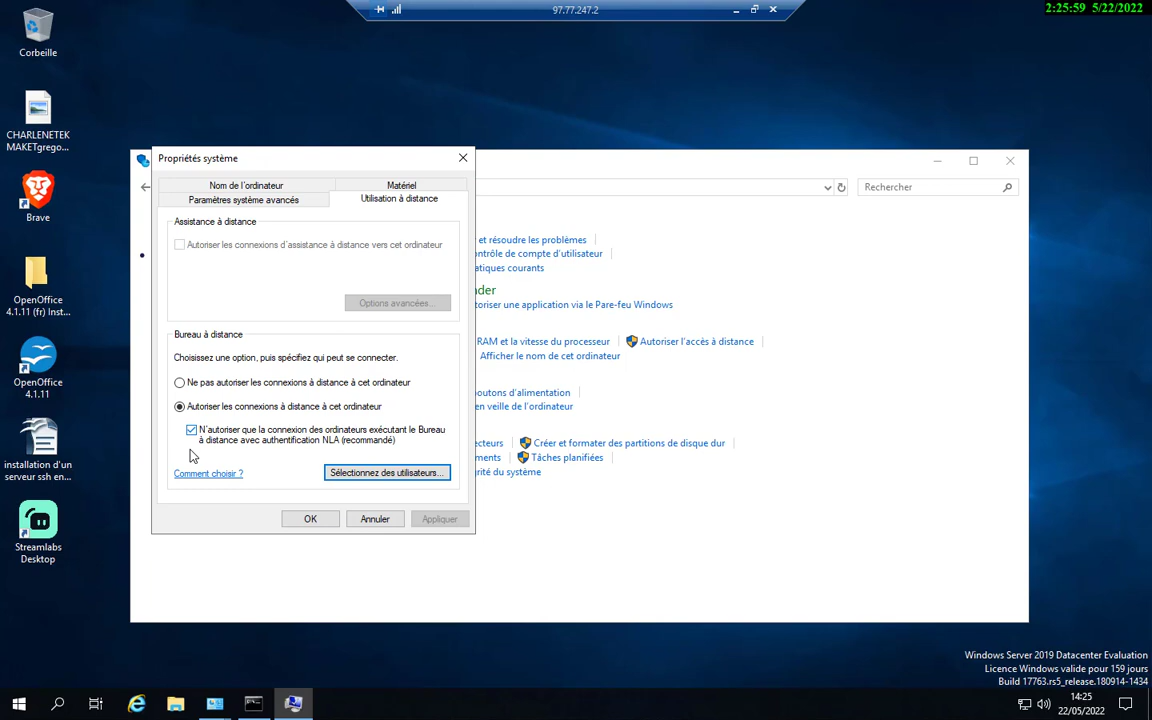 97.77.247.2
2:25:59 5/22/2022
Corbeille
CHARLENETEK
MAKETgrego...
Brave
OpenOffice
4.1.11 (fr) Inst...
OpenOffice
4.1.11
installation d'un
serveur ssh en...
Streamlabs
Desktop
Propriétés système
Nom de l'ordinateur
Matériel
Paramètres système avancés
Utilisation à distance
Assistance à distance
Autoriser les connexions d'assistance à distance vers cet ordinateur
Options avancées...
Bureau à distance
Choisissez une option, puis spécifiez qui peut se connecter.
Ne pas autoriser les connexions à distance à cet ordinateur
Autoriser les connexions à distance à cet ordinateur
N'autoriser que la connexion des ordinateurs exécutant le Bureau
à distance avec authentification NLA (recommandé)
Comment choisir ?
Sélectionnez des utilisateurs...
OK
Annuler
Appliquer
Rechercher
et résoudre les problèmes
ontrôle de compte d'utilisateur
atiques courants
nder
toriser une application via le Pare-feu Windows
RAM et la vitesse du processeur
Autoriser l'accès à distance
Afficher le nom de cet ordinateur
outons d'alimentation
en veille de l'ordinateur
ecteurs
Créer et formater des partitions de disque dur
ments
Tâches planifiées
grité du système
Windows Server 2019 Datacenter Evaluation
Licence Windows valide pour 159 jours
Build 17763.rs5_release.180914-1434
14:25
22/05/2022